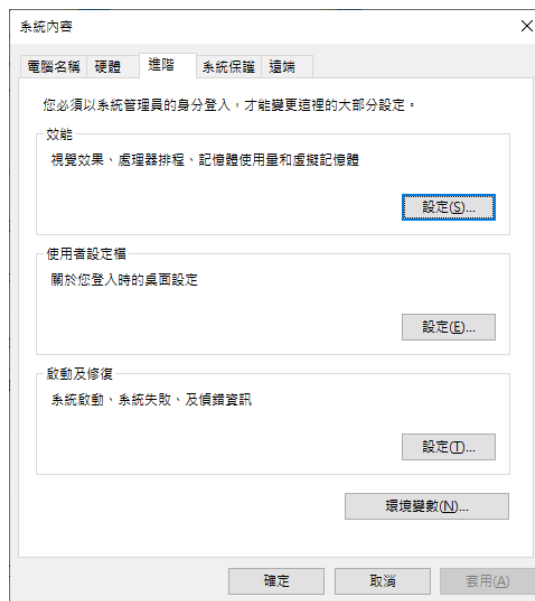 系統內容
電腦名稱 硬體 進階 系統保護 遠端
您必須以系統管理員的身分登入，才能變更這裡的大部分設定。
效能
視覺效果、處理器排程、記憶體使用量和虛擬記憶體
設定(S)...
使用者設定檔
關於您登入時的桌面設定
設定(E)...
啟動及修復
系統啟動、系統失敗、及偵錯資訊
設定(T)...
環境變數(N)...
確定 取消 套用(A)